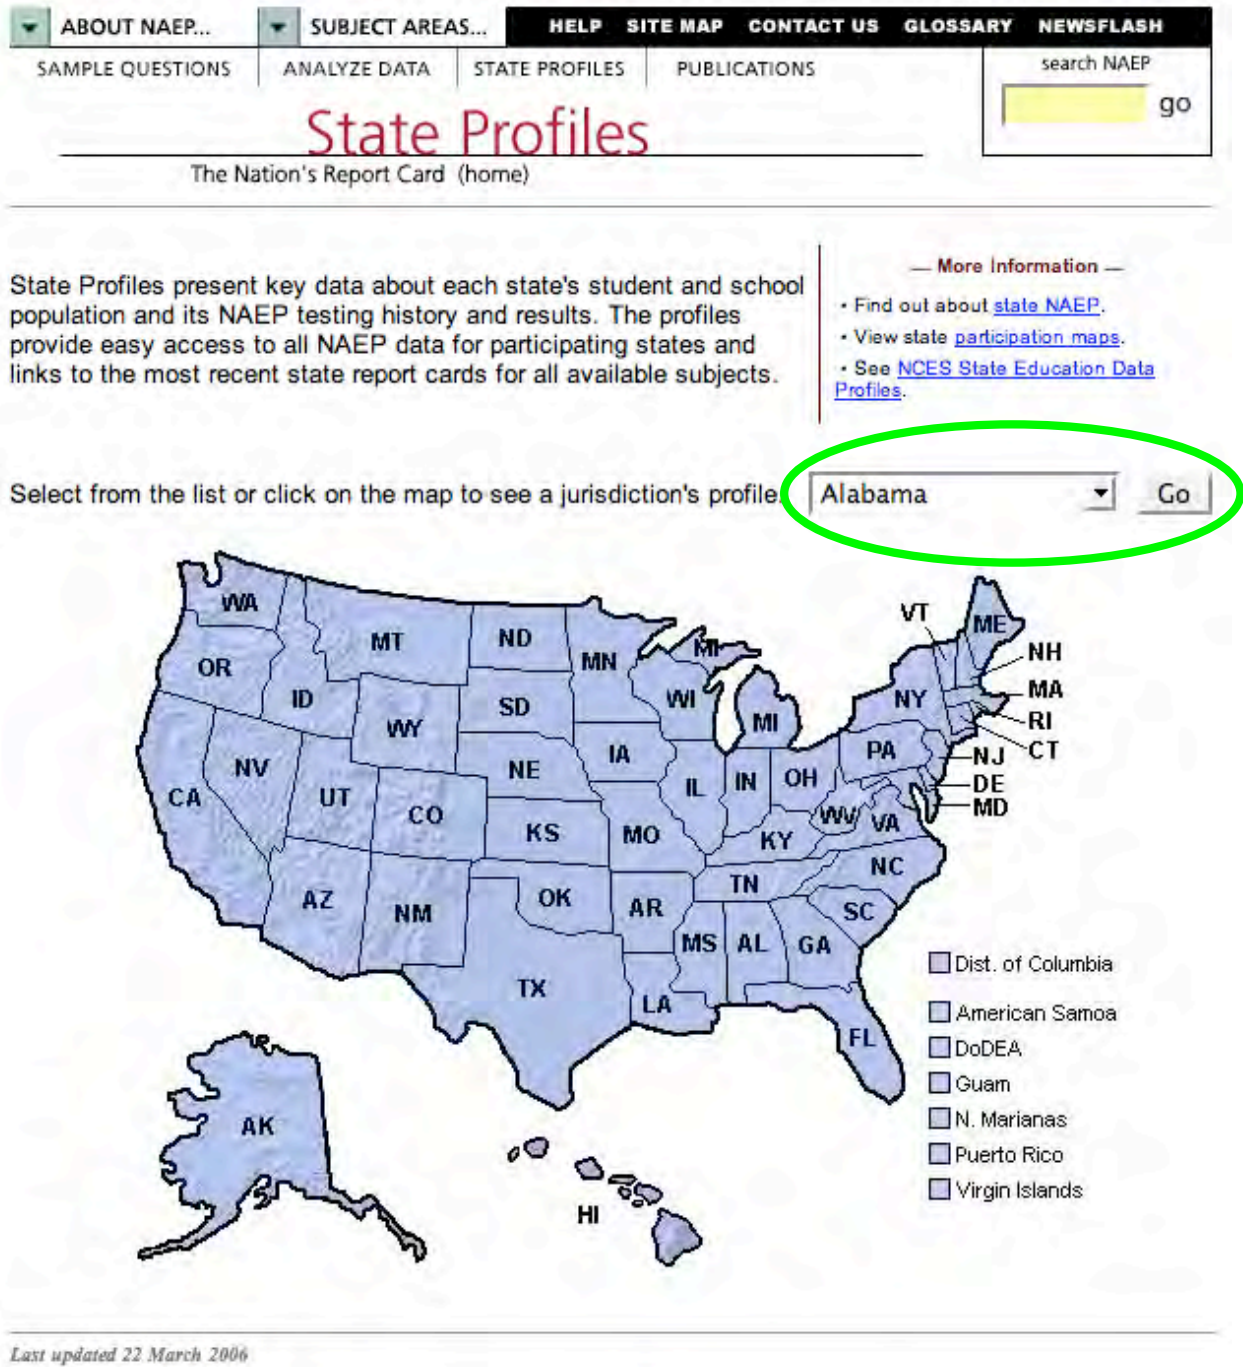 ABOUT NAEP... SUBJECT AREAS... HELP SITE MAP CONTACT US GLOSSARY NEWSFLASH
SAMPLE QUESTIONS ANALYZE DATA STATE PROFILES PUBLICATIONS search NAEP
go
State Profiles
The Nation's Report Card (home)
State Profiles present key data about each state's student and school
population and its NAEP testing history and results. The profiles
provide easy access to all NAEP data for participating states and
links to the most recent state report cards for all available subjects.
— More Information —
• Find out about state NAEP.
• View state participation maps.
• See NCES State Education Data
Profiles.
Select from the list or click on the map to see a jurisdiction's profile. Alabama Go
WA
MT
ND
MN
MI
VT
ME
NH
OR
ID
SD
WI
MI
NY
MA
RI
WY
IA
PA
CT
NJ
NV
NE
IL
IN
OH
DE
CA
UT
CO
MD
KS
MO
KY
WV
VA
AZ
NM
OK
AR
TN
NC
SC
MS
AL
GA
TX
LA
FL
AK
HI
Dist. of Columbia
American Samoa
DoDEA
Guam
N. Marianas
Puerto Rico
Virgin Islands
Last updated 22 March 2006